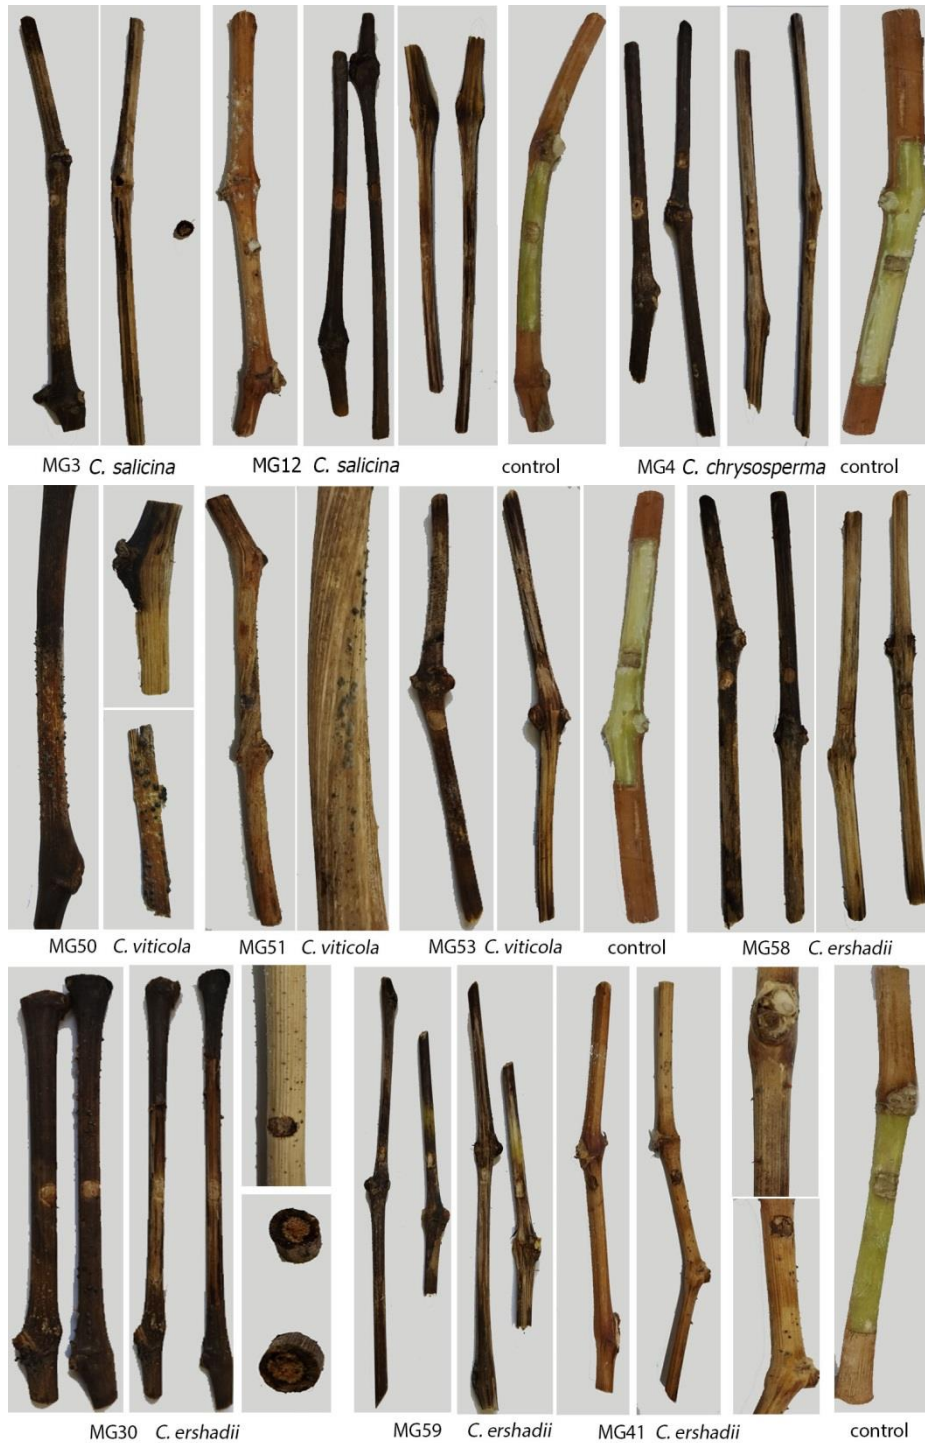 MG3 C. salicina MG12 C. salicina control MG4 C. chrysosperma control
MG50 C. viticola MG51 C. viticola MG53 C. viticola control MG58 C. ershadii
MG30 C. ershadii MG59 C. ershadii MG41 C. ershadii control